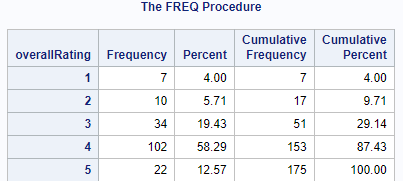 The FREQ Procedure
Cumulative Cumulative
overallRating Frequency Percent Frequency Percent
1 7 4.00 7 4.00
2 10 5.71 17 9.71
3 34 19.43 51 29.14
4 102 58.29 153 87.43
5 22 12.57 175 100.00